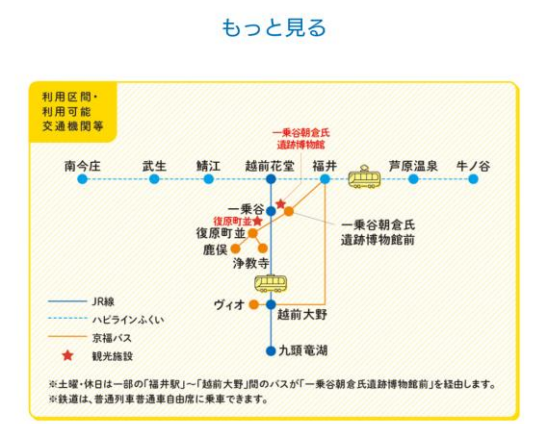 もっと見る
利用区間・
利用可能
交通機関等
一乗谷朝倉氏
遺跡博物館
南今庄
武生
鯖江
越前花堂
福井
芦原温泉
牛ノ谷
一乗谷
復原町並
復原町並
鹿俣
浄教寺
一乗谷朝倉氏
遺跡博物館前
ヴィオ
越前大野
九頭竜湖
JR線
ハピラインふくい
京福バス
観光施設
※土曜・休日は一部の「福井駅」～「越前大野」間のバスが「一乗谷朝倉氏遺跡博物館前」を経由します。
※鉄道は、普通列車普通車自由席に乗車できます。